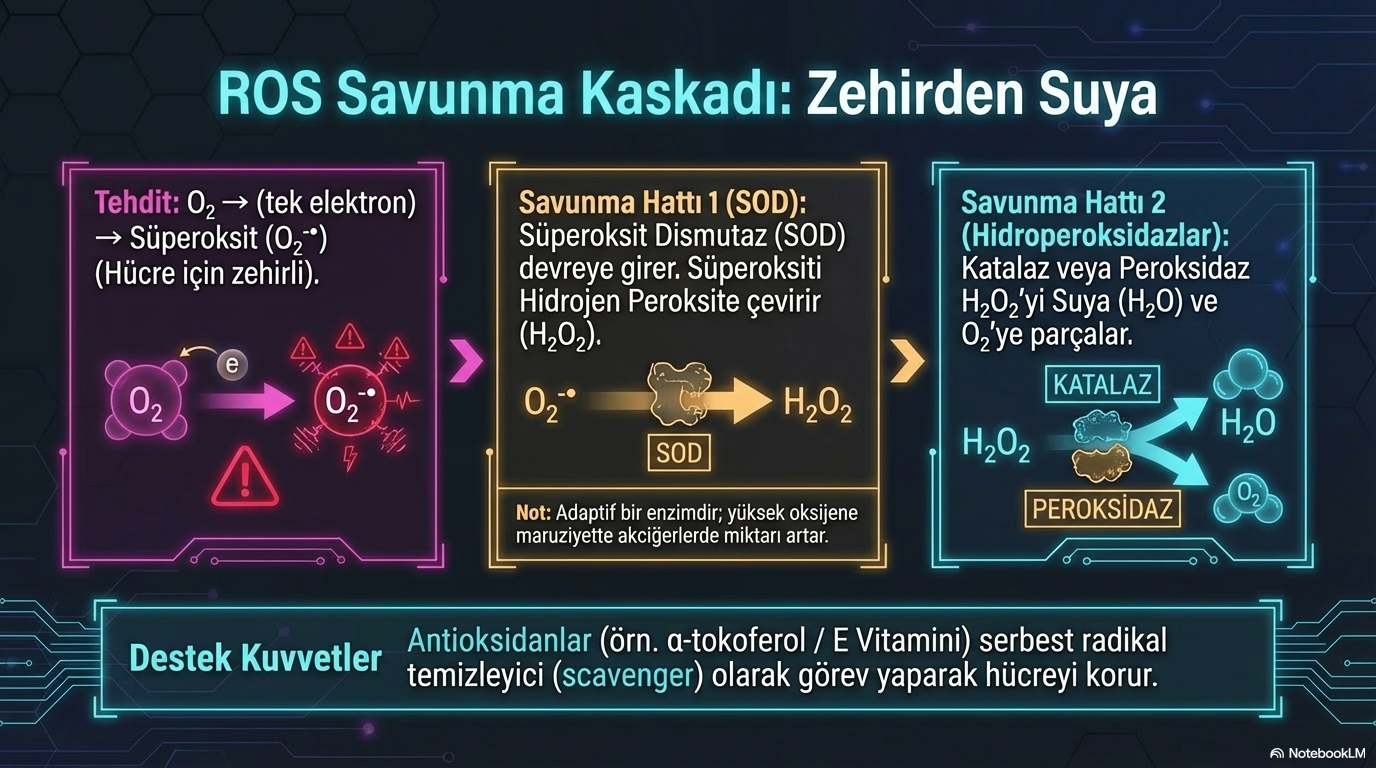 ROS Savunma Kaskadı: Zehirden Suya
Tehdit: O₂ → (tek elektron)
→ Süperoksit (O₂⁻•)
(Hücre için zehirli).
O₂
e
O₂⁻•
Savunma Hattı 1 (SOD):
Süperoksit Dismutaz (SOD)
devreye girer. Süperoksiti
Hidrojen Peroksite çevirir
(H₂O₂).
O₂⁻•
H₂O₂
SOD
Not: Adaptif bir enzimdir; yüksek oksijene
maruziyette akciğerlerde miktarı artar.
Savunma Hattı 2
(Hidroperoksidazlar):
Katalaz veya Peroksidaz
H₂O₂'yi Suya (H₂O) ve
O₂'ye parçalar.
KATALAZ
H₂O₂
H₂O
O₂
PEROKSİDAZ
Destek Kuvvetler
Antioksidanlar (örn. α-tokoferol / E Vitamini) serbest radikal
temizleyici (scavenger) olarak görev yaparak hücreyi korur.
NotebookLM